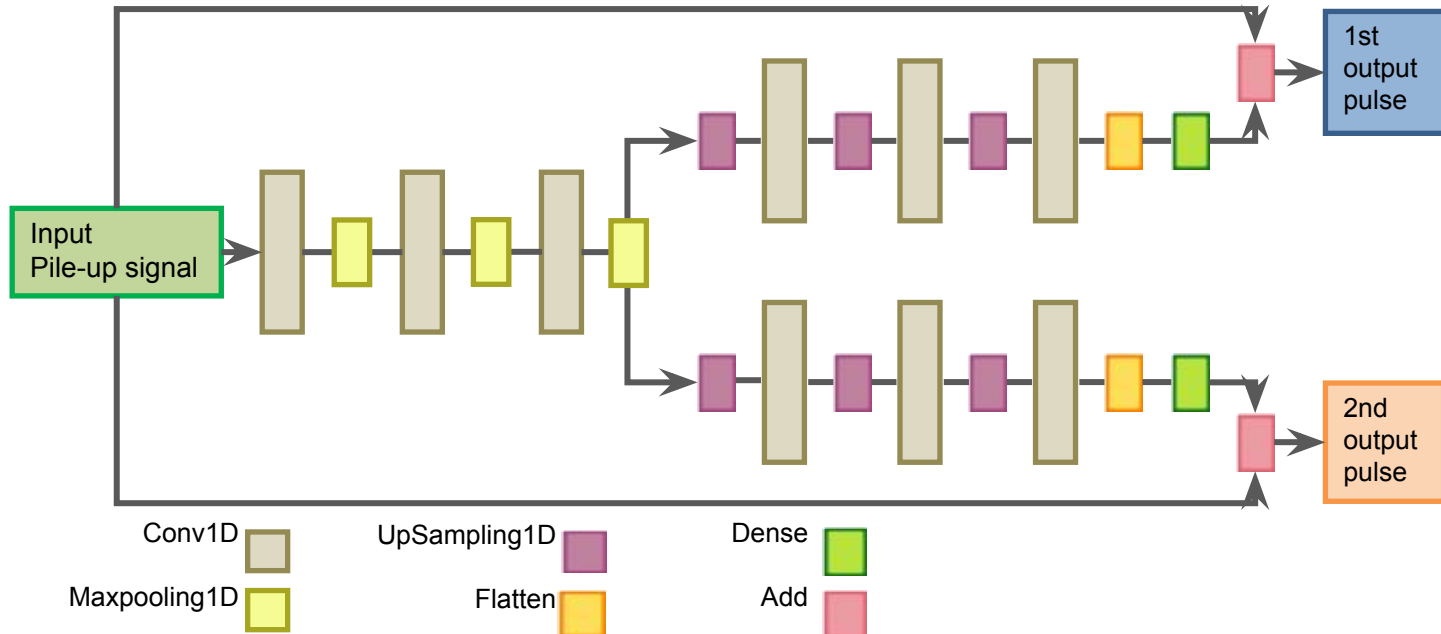 1st
output
pulse
Input
Pile-up signal
2nd
output
pulse
Conv1D
UpSampling1D
Dense
Maxpooling1D
Flatten
Add